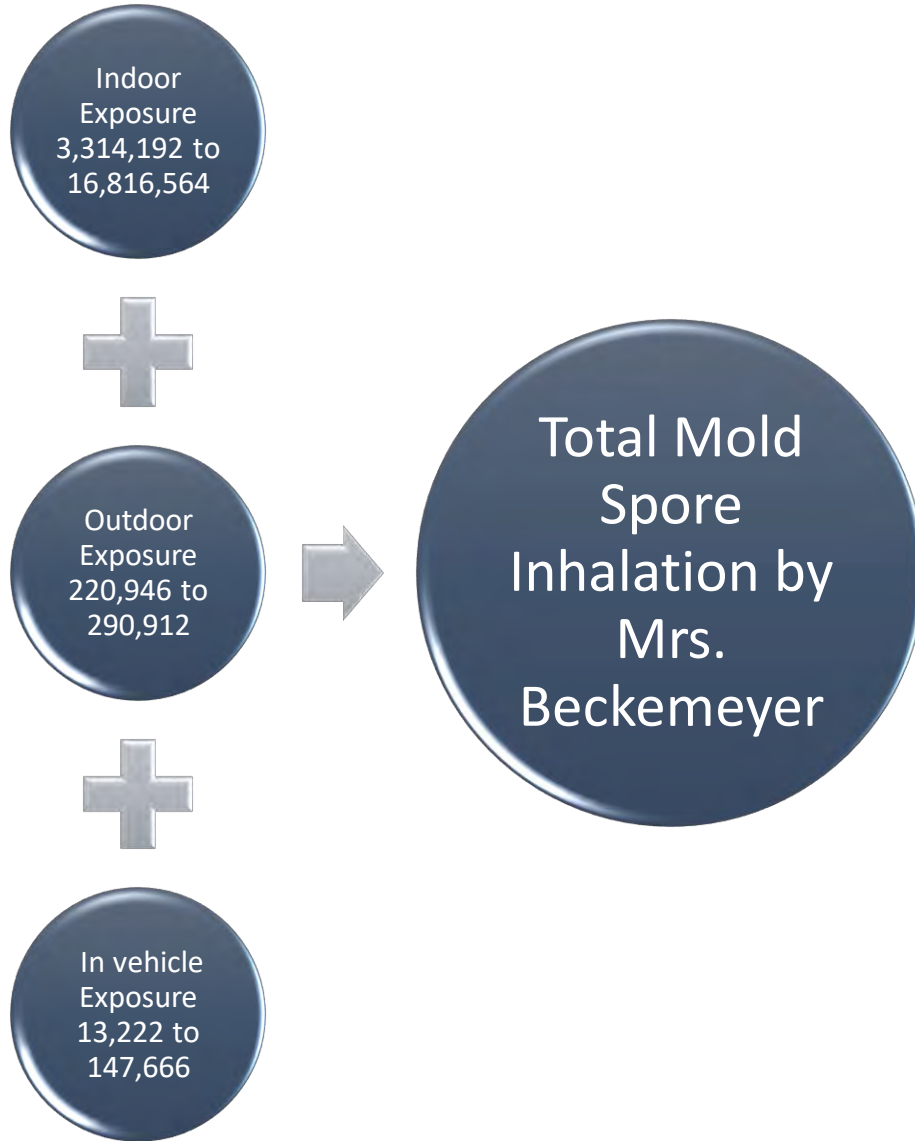 Indoor
Exposure
3,314,192 to
16,816,564
Outdoor
Exposure
220,946 to
290,912
In vehicle
Exposure
13,222 to
147,666
Total Mold
Spore
Inhalation by
Mrs.
Beckemeyer